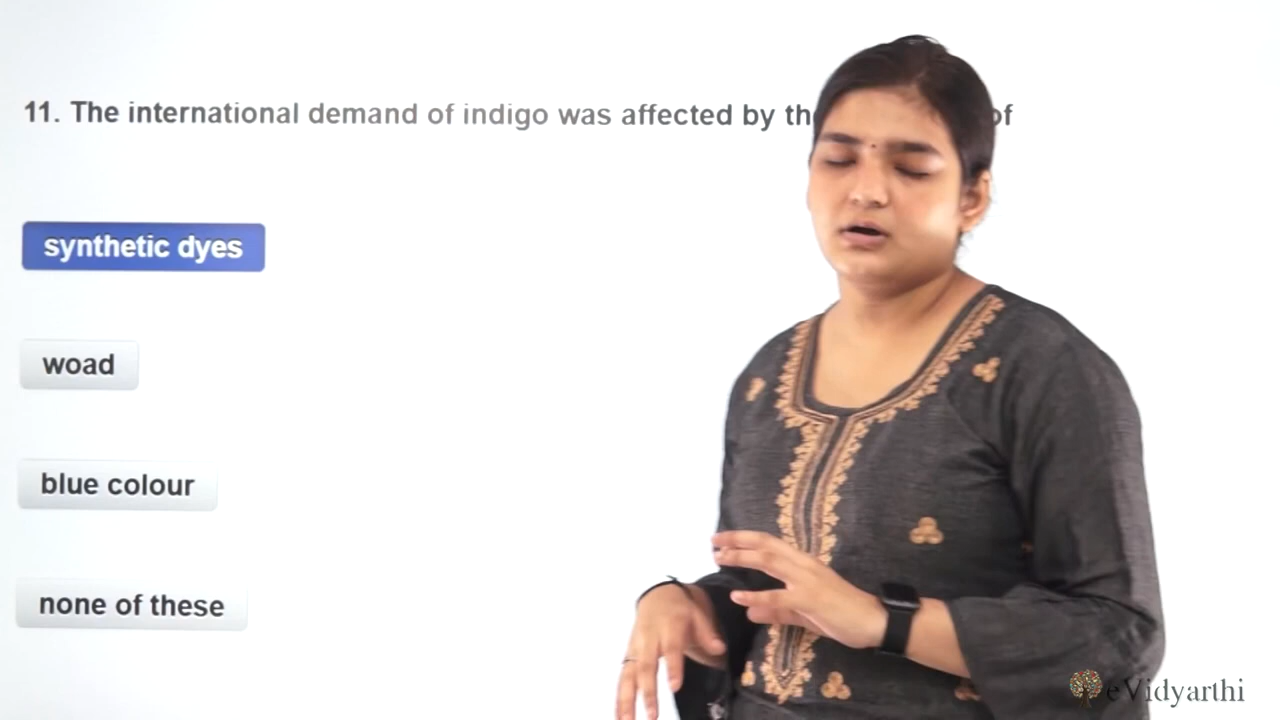 11. The international demand of indigo was affected by th of
synthetic dyes
woad
blue colour
none of these
eVidyarthi